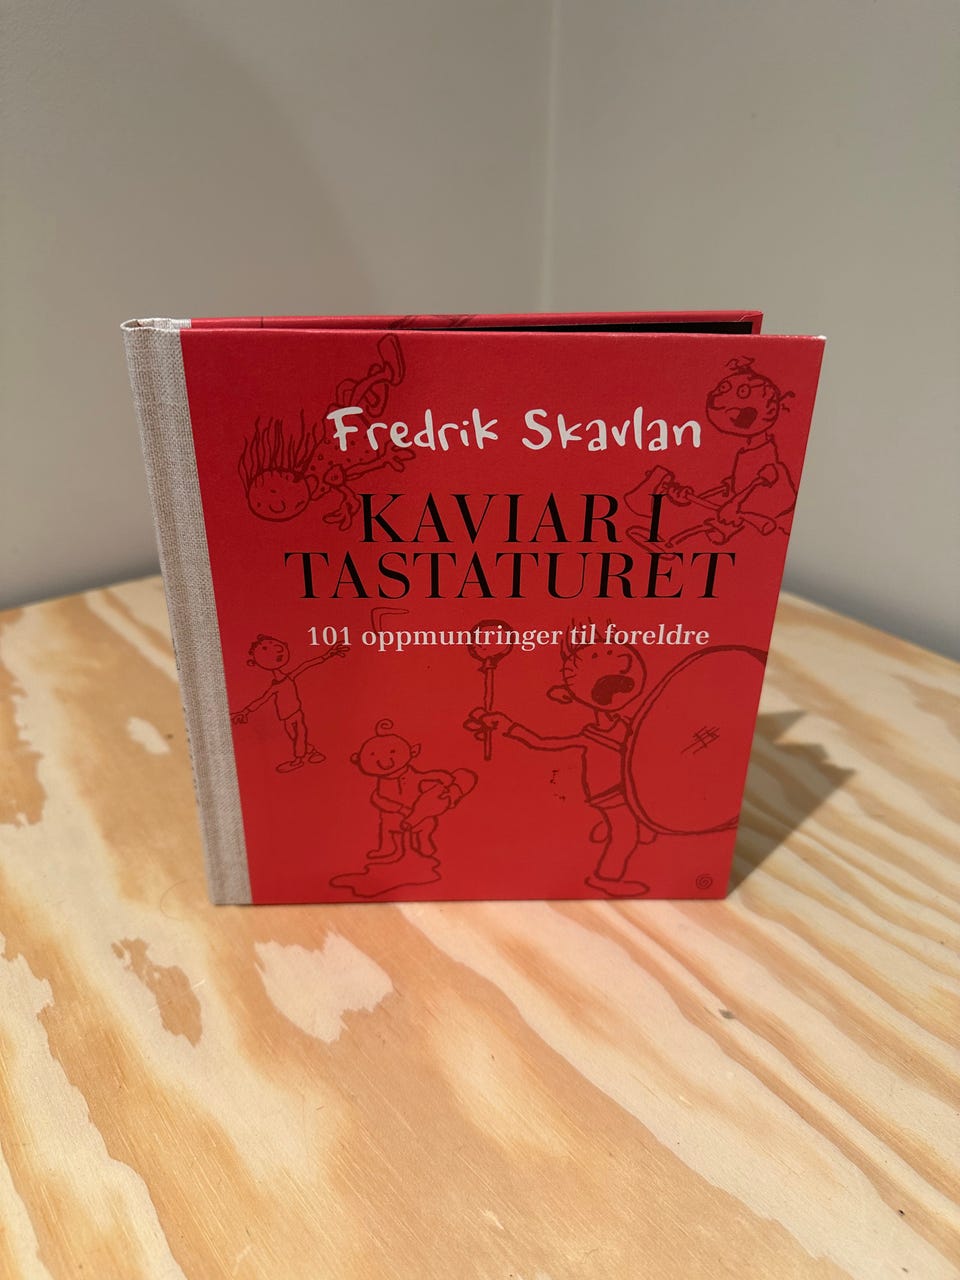 Fredrik Skavlan
KAVIAR I
TASTATURET
101 oppmuntringer til foreldre